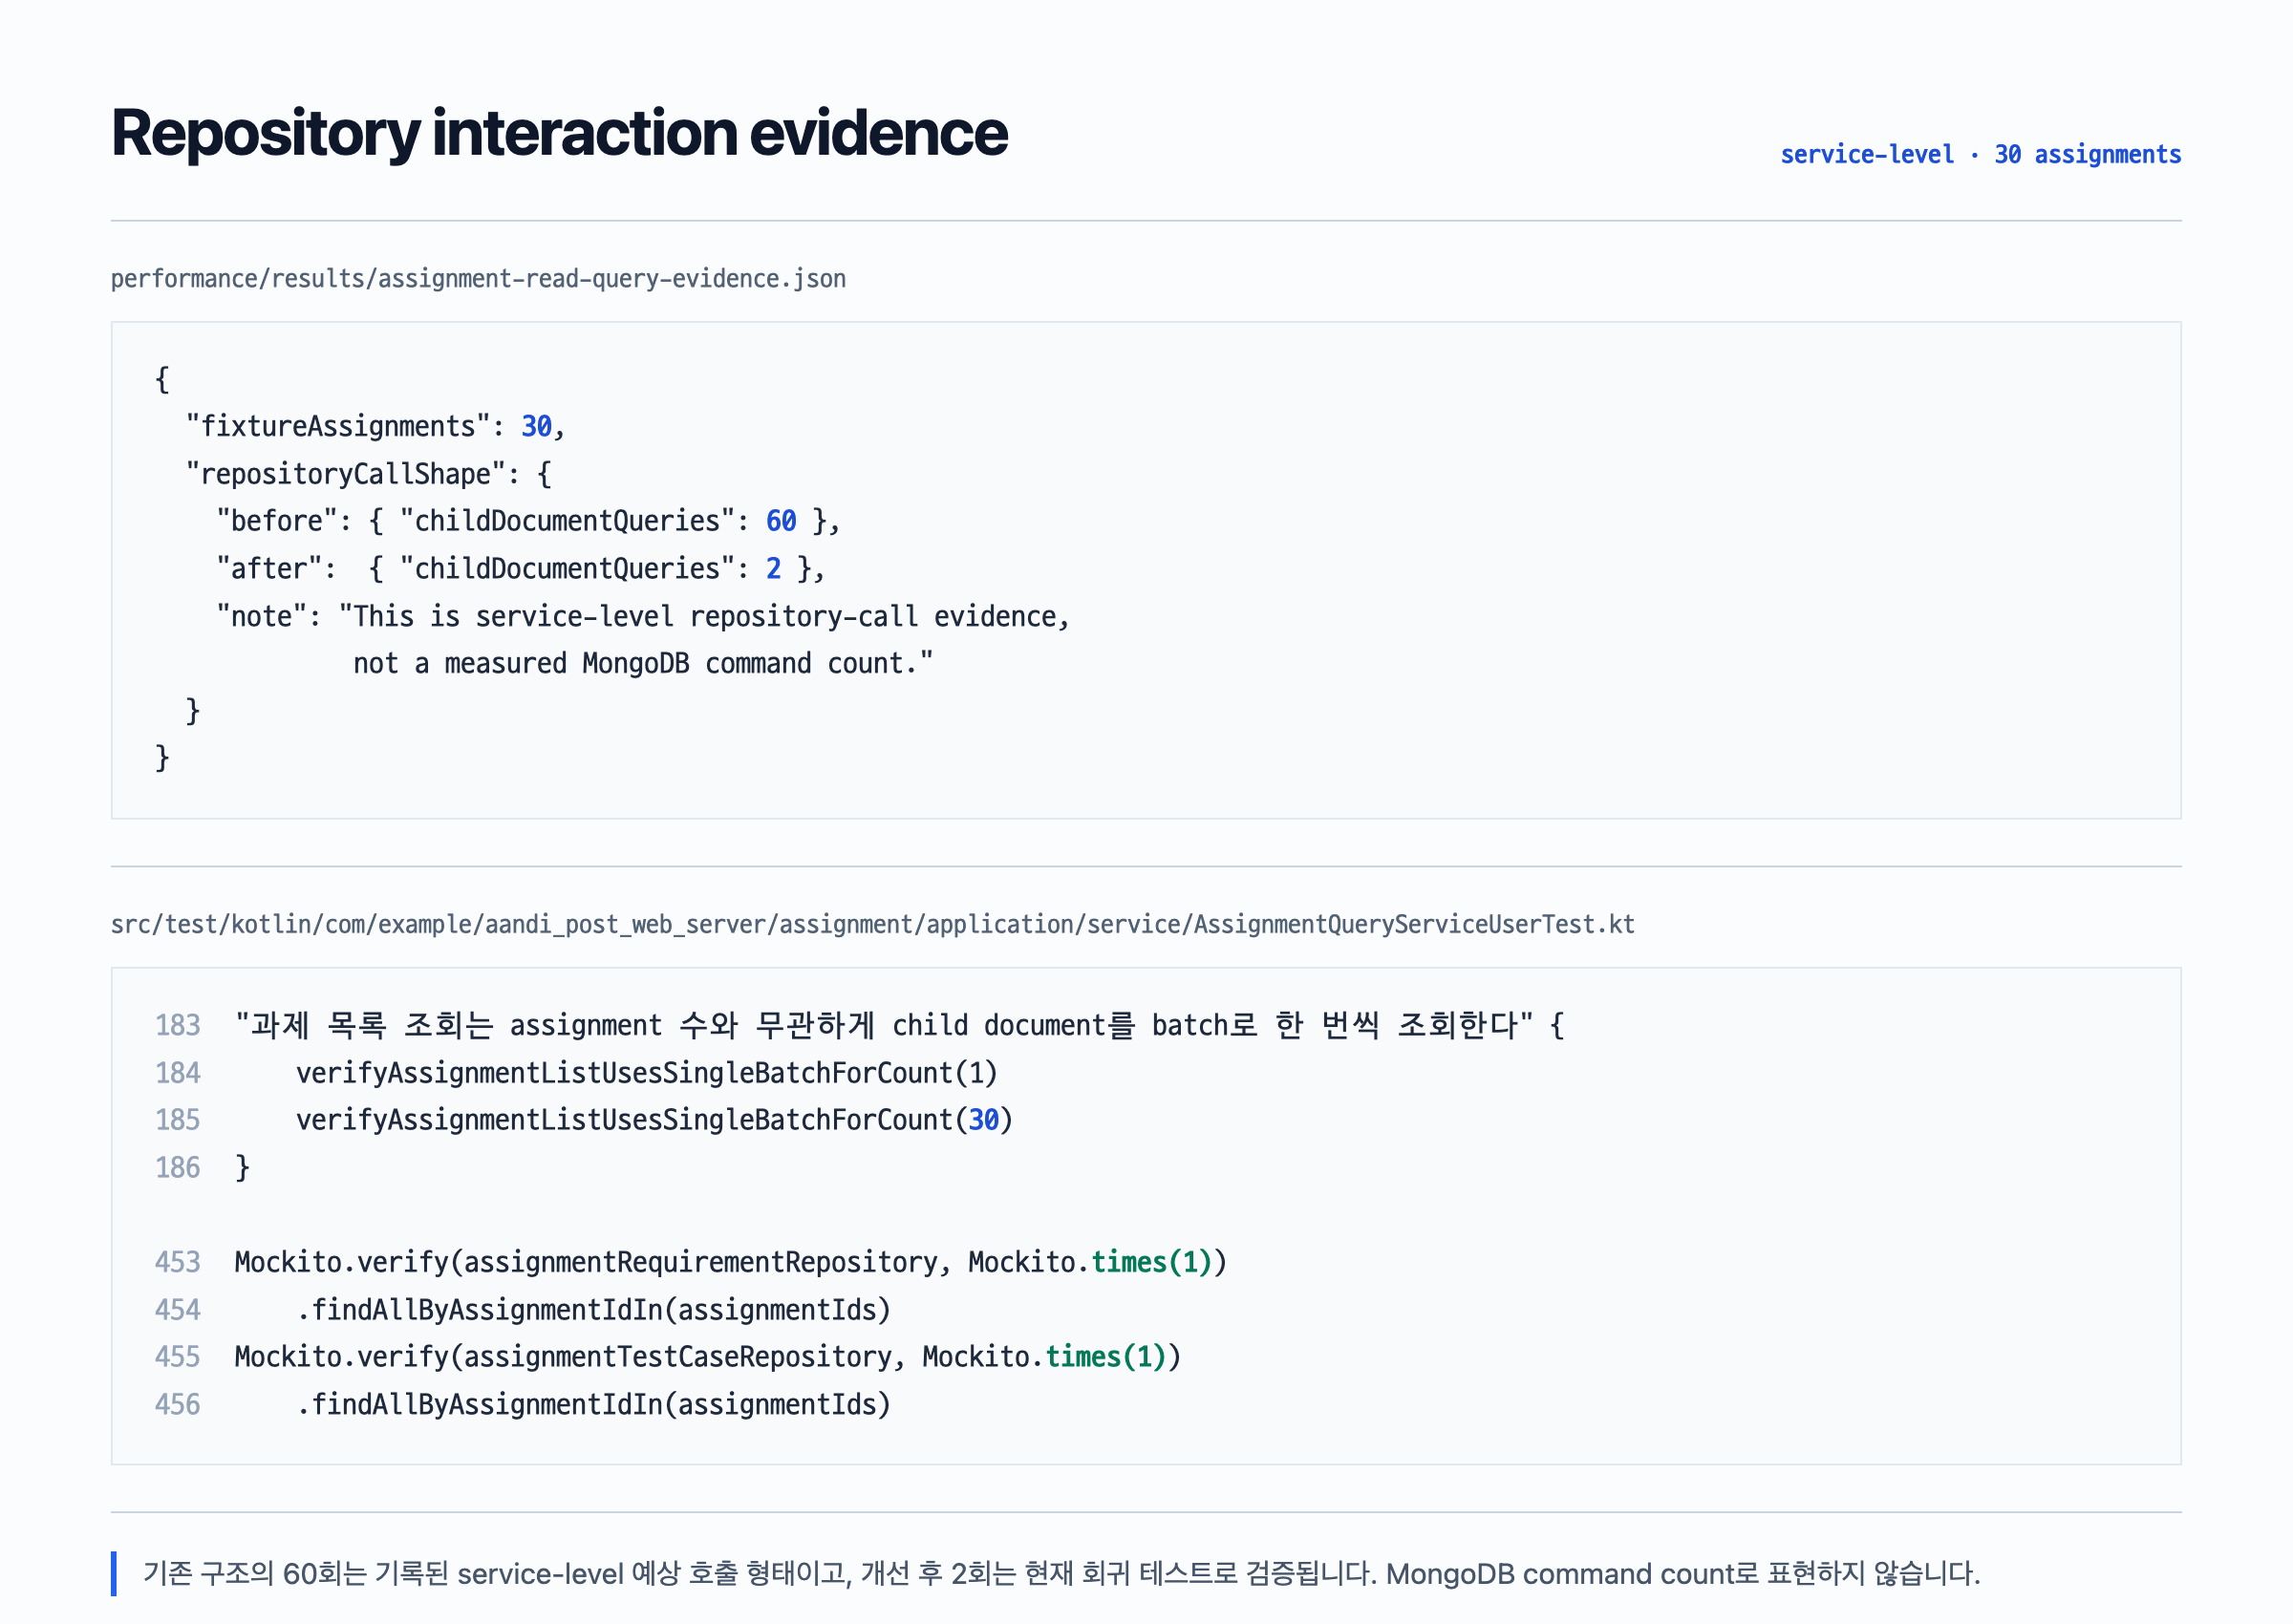 Repository interaction evidence
service-level · 30 assignments
performance/results/assignment-read-query-evidence.json
{
  "fixtureAssignments": 30,
  "repositoryCallShape": {
    "before": { "childDocumentQueries": 60 },
    "after":  { "childDocumentQueries": 2 },
    "note": "This is service-level repository-call evidence,
             not a measured MongoDB command count."
  }
}
src/test/kotlin/com/example/aandi_post_web_server/assignment/application/service/AssignmentQueryServiceUserTest.kt
183  "과제 목록 조회는 assignment 수와 무관하게 child document를 batch로 한 번씩 조회한다" {
184      verifyAssignmentListUsesSingleBatchForCount(1)
185      verifyAssignmentListUsesSingleBatchForCount(30)
186  }
453  Mockito.verify(assignmentRequirementRepository, Mockito.times(1))
454      .findAllByAssignmentIdIn(assignmentIds)
455  Mockito.verify(assignmentTestCaseRepository, Mockito.times(1))
456      .findAllByAssignmentIdIn(assignmentIds)
기존 구조의 60회는 기록된 service-level 예상 호출 형태이고, 개선 후 2회는 현재 회귀 테스트로 검증됩니다. MongoDB command count로 표현하지 않습니다.